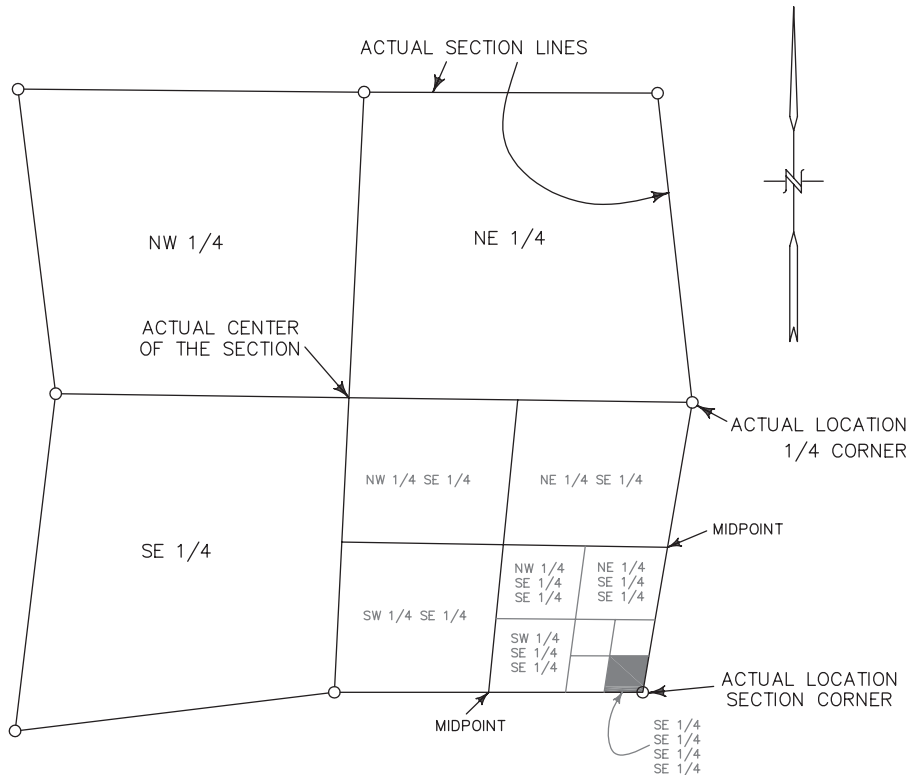 ACTUAL SECTION LINES
N
NW 1/4
NE 1/4
ACTUAL CENTER
OF THE SECTION
ACTUAL LOCATION
1/4 CORNER
NW 1/4 SE 1/4
NE 1/4 SE 1/4
MIDPOINT
SE 1/4
NW 1/4
SE 1/4
SE 1/4
NE 1/4
SE 1/4
SE 1/4
SW 1/4 SE 1/4
SW 1/4
SE 1/4
SE 1/4
ACTUAL LOCATION
SECTION CORNER
MIDPOINT
SE 1/4
SE 1/4
SE 1/4
SE 1/4